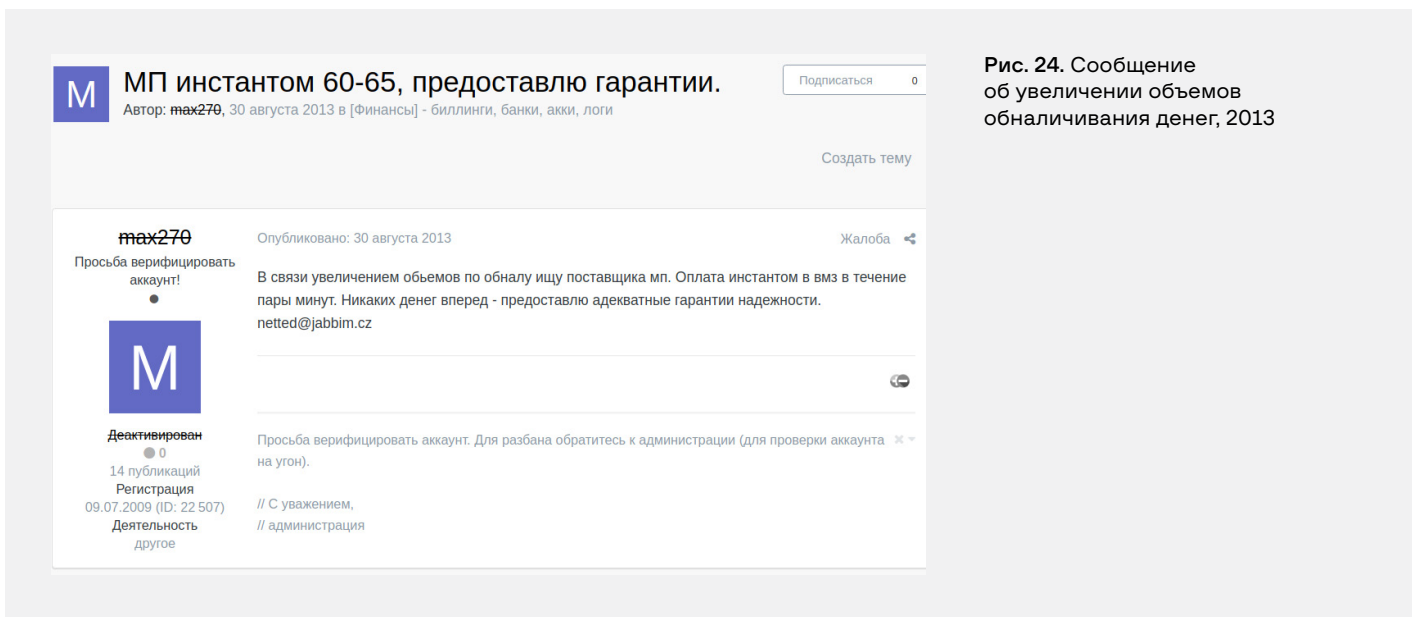 М
МП инстантом 60-65, предоставлю гарантии.
Автор: max270, 30 августа 2013 в [Финансы] - биллинги, банки, акки, логи
Подписаться 0
Создать тему
max270
Просьба верифицировать
аккаунт!
М
Деактивирован
0
14 публикаций
Регистрация
09.07.2009 (ID: 22 507)
Деятельность
другое
Опубликовано: 30 августа 2013
Жалоба
В связи увеличением обьемов по обналу ищу поставщика мп. Оплата инстантом в вмз в течение
пары минут. Никаких денег вперед - предоставлю адекватные гарантии надежности.
netted@jabbim.cz
Просьба верифицировать аккаунт. Для разбана обратитесь к администрации (для проверки аккаунта
на угон).
// С уважением,
// администрация
Рис. 24. Сообщение
об увеличении объемов
обналичивания денег, 2013